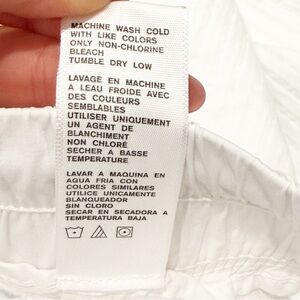 MACHINE WASH COLD
WITH LIKE COLORS
ONLY NON-CHLORINE
BLEACH
TUMBLE DRY LOW
LAVAGE EN MACHINE
A LEAU FROIDE AVEC
DES COULEURS
SEMBLABLES
UTILISER UNIQUEMENT
UN AGENT DE
BLANCHIMENT
NON CHLORÉ
SECHER A BASSE
TEMPERATURE
LAVAR A MAQUINA EN
AGUA FRIA CON
COLORES SIMILARES
UTILICE UNICAMENTE
BLANQUEADOR
SIN CLORO
SECAR EN SECADORA A
TEMPERATURA BAJA